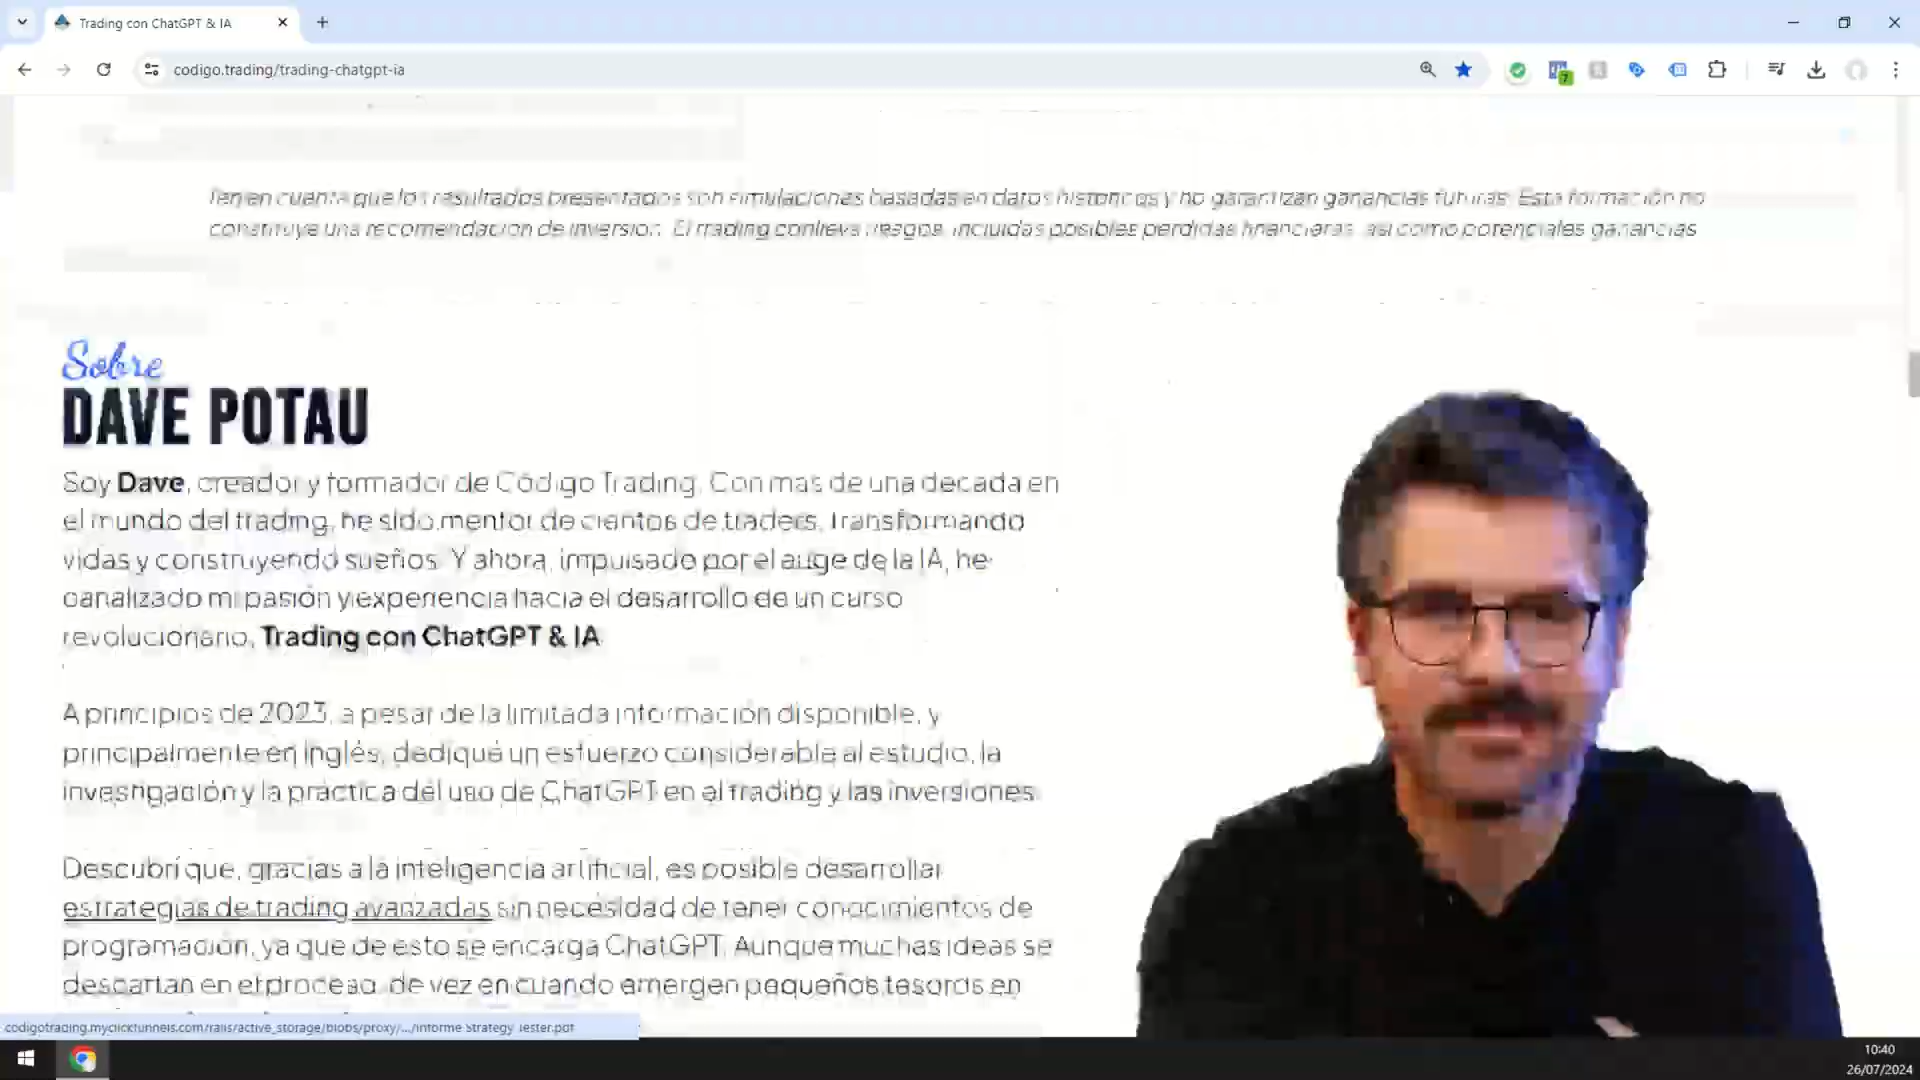 Trading con ChatGPT & IA
codigo.trading/trading-chatgpt-ia
7
Ten en cuenta que los resultados presentados son simulaciones basadas en datos históricos y no garantizan ganancias futuras. Esta formación no
constituye una recomendación de inversión. El trading conlleva riesgos, incluidas posibles pérdidas financieras, así como potenciales ganancias
Sobre
DAVE POTAU
Soy Dave, creador y formador de Código Trading. Con más de una década en
el mundo del trading, he sido mentor de cientos de traders, transformando
vidas y construyendo sueños. Y ahora, impulsado por el auge de la IA, he
canalizado mi pasión y experiencia hacia el desarrollo de un curso
revolucionario, Trading con ChatGPT & IA
A principios de 2023, a pesar de la limitada información disponible, y
principalmente en inglés, dediqué un esfuerzo considerable al estudio, la
investigación y la práctica del uso de ChatGPT en el trading y las inversiones
Descubrí que, gracias a la inteligencia artificial, es posible desarrollar
estrategias de trading avanzadas sin necesidad de tener conocimientos de
programación, ya que de esto se encarga ChatGPT. Aunque muchas ideas se
descartan en el proceso, de vez en cuando emergen pequeños tesoros en
codigotrading.myclickfunnels.com/rails/active_storage/blobs/proxy/.../Informe Strategy Tester.pdf
10:40
26/07/2024